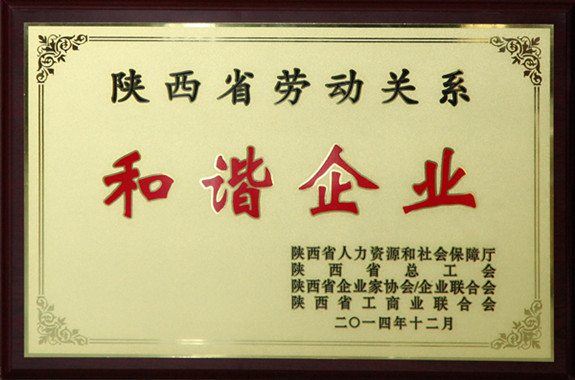 陕西省劳动关系
和谐企业
陕西省人力资源和社会保障厅
陕西省总工会
陕西省企业家协会/企业联合会
陕西省工商业联合会
二〇一四年十二月